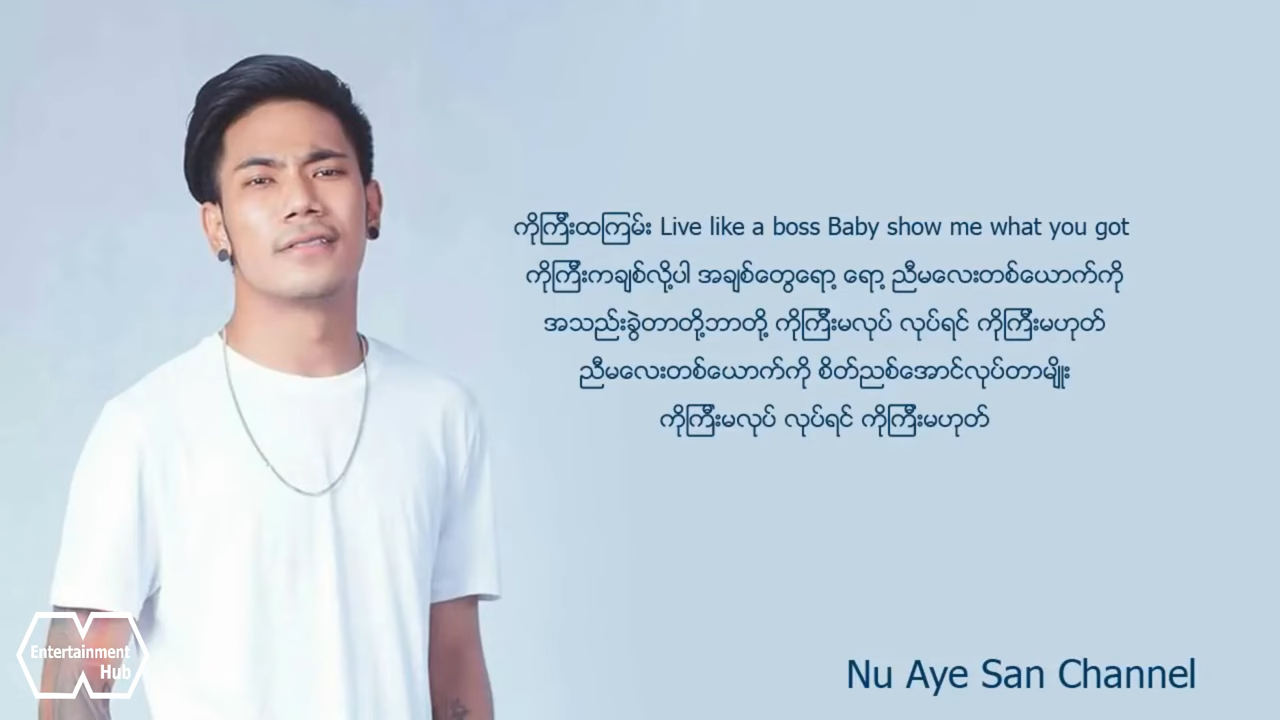 ကိုကြီးထကြမ်း Live like a boss Baby show me what you got
ကိုကြီးကချစ်လို့ပါ အချစ်တွေရော့ ရော့ ညီမလေးတစ်ယောက်ကို
အသည်းခွဲတာတို့ဘာတို့ ကိုကြီးမလုပ် လုပ်ရင် ကိုကြီးမဟုတ်
ညီမလေးတစ်ယောက်ကို စိတ်ညစ်အောင်လုပ်တာမျိုး
ကိုကြီးမလုပ် လုပ်ရင် ကိုကြီးမဟုတ်
Entertainment
Hub
Nu Aye San Channel